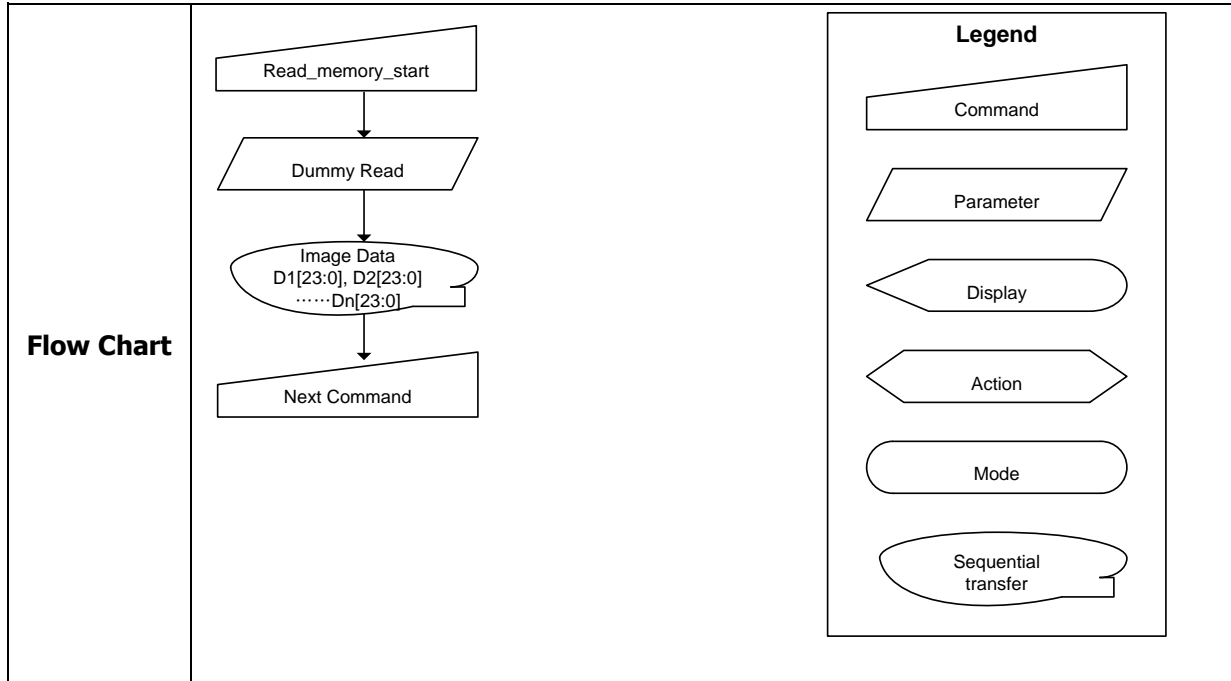 Flow Chart
Read_memory_start
Dummy Read
Image Data
D1[23:0], D2[23:0]
……Dn[23:0]
Next Command
Legend
Command
Parameter
Display
Action
Mode
Sequential
transfer